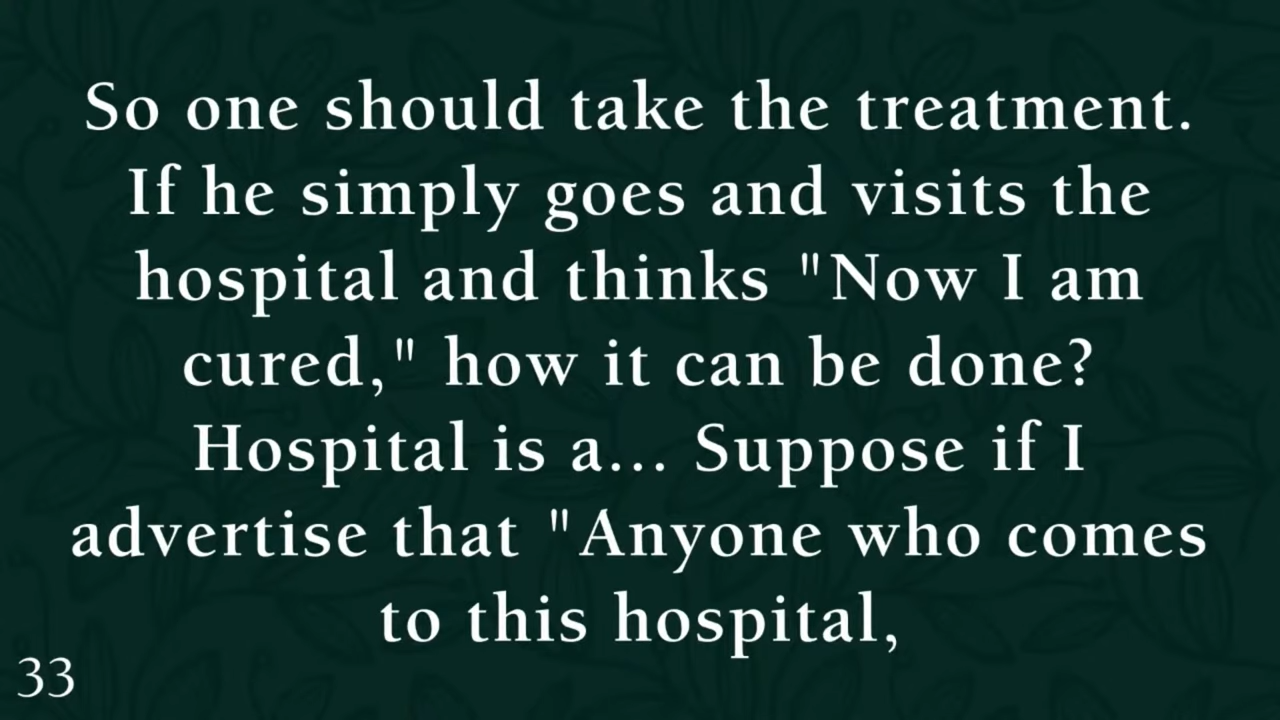 So one should take the treatment.
If he simply goes and visits the
hospital and thinks "Now I am
cured," how it can be done?
Hospital is a... Suppose if I
advertise that "Anyone who comes
to this hospital,
33